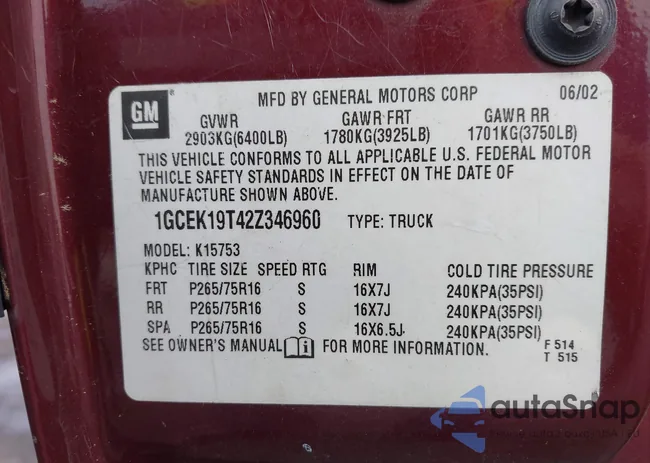 GM
MFD BY GENERAL MOTORS CORP 06/02
GVWR GAWR FRT GAWR RR
2903KG(6400LB) 1780KG(3925LB) 1701KG(3750LB)
THIS VEHICLE CONFORMS TO ALL APPLICABLE U.S. FEDERAL MOTOR
VEHICLE SAFETY STANDARDS IN EFFECT ON THE DATE OF
MANUFACTURE SHOWN ABOVE.
1GCEK19T42Z346960 TYPE: TRUCK
MODEL: K15753
KPHC TIRE SIZE SPEED RTG RIM COLD TIRE PRESSURE
FRT P265/75R16 S 16X7J 240KPA(35PSI)
RR P265/75R16 S 16X7J 240KPA(35PSI)
SPA P265/75R16 S 16X6.5J 240KPA(35PSI)
SEE OWNER'S MANUAL FOR MORE INFORMATION.
F 514
T 515
autoSnap